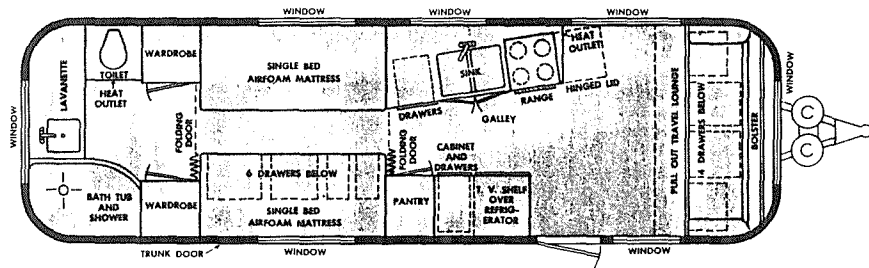 WINDOW
WINDOW
WINDOW
WINDOW
LAVANETTE
TOILET
HEAT
OUTLET
WARDROBE
SINGLE BED
AIRFOAM MATTRESS
SINK
HEAT
OUTLET
DRAWERS
GALLEY
RANGE
HINGED LID
FOLDING
DOOR
FOLDING
DOOR
CABINET
AND
DRAWERS
PULL OUT TRAVEL LOUNGE
4 DRAWERS BELOW
BOLSTER
WINDOW
6 DRAWERS BELOW
BATH TUB
AND
SHOWER
WARDROBE
SINGLE BED
AIRFOAM MATTRESS
PANTRY
T. V. SHELF
OVER
REFRIG-
ERATOR
TRUNK DOOR
WINDOW
WINDOW